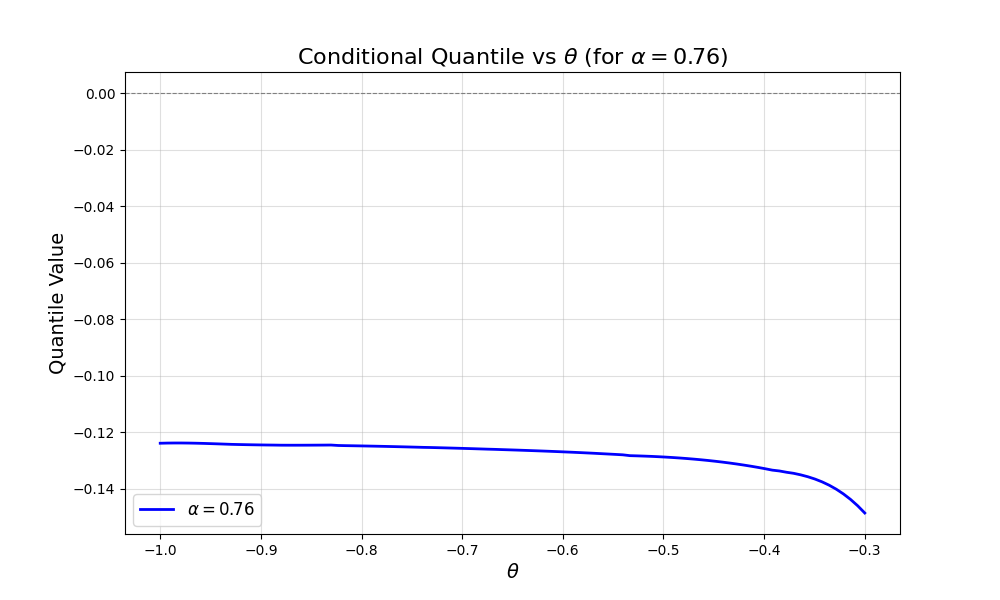 Conditional Quantile vs θ (for α = 0.76)
Quantile Value
0.00
−0.02
−0.04
−0.06
−0.08
−0.10
−0.12
−0.14
α = 0.76
−1.0 −0.9 −0.8 −0.7 −0.6 −0.5 −0.4 −0.3
θ